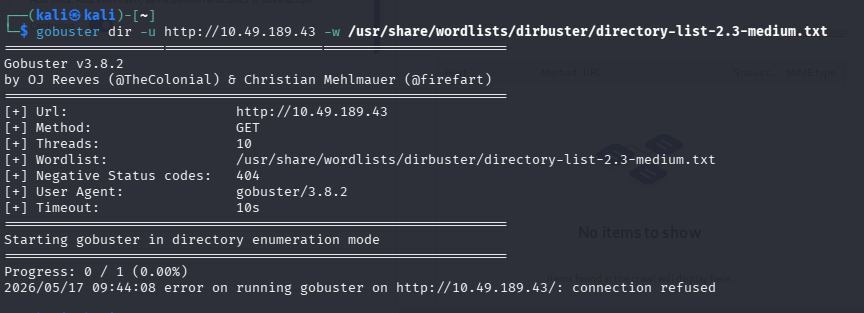 ┌──(kali㉿kali)-[~]
└─$ gobuster dir -u http://10.49.189.43 -w /usr/share/wordlists/dirbuster/directory-list-2.3-medium.txt
===============================================================
Gobuster v3.8.2
by OJ Reeves (@TheColonial) & Christian Mehlmauer (@firefart)
===============================================================
[+] Url:                     http://10.49.189.43
[+] Method:                  GET
[+] Threads:                 10
[+] Wordlist:                /usr/share/wordlists/dirbuster/directory-list-2.3-medium.txt
[+] Negative Status codes:   404
[+] User Agent:              gobuster/3.8.2
[+] Timeout:                 10s
===============================================================
Starting gobuster in directory enumeration mode
===============================================================
No items to show
Progress: 0 / 1 (0.00%)
2026/05/17 09:44:08 error on running gobuster on http://10.49.189.43/: connection refused